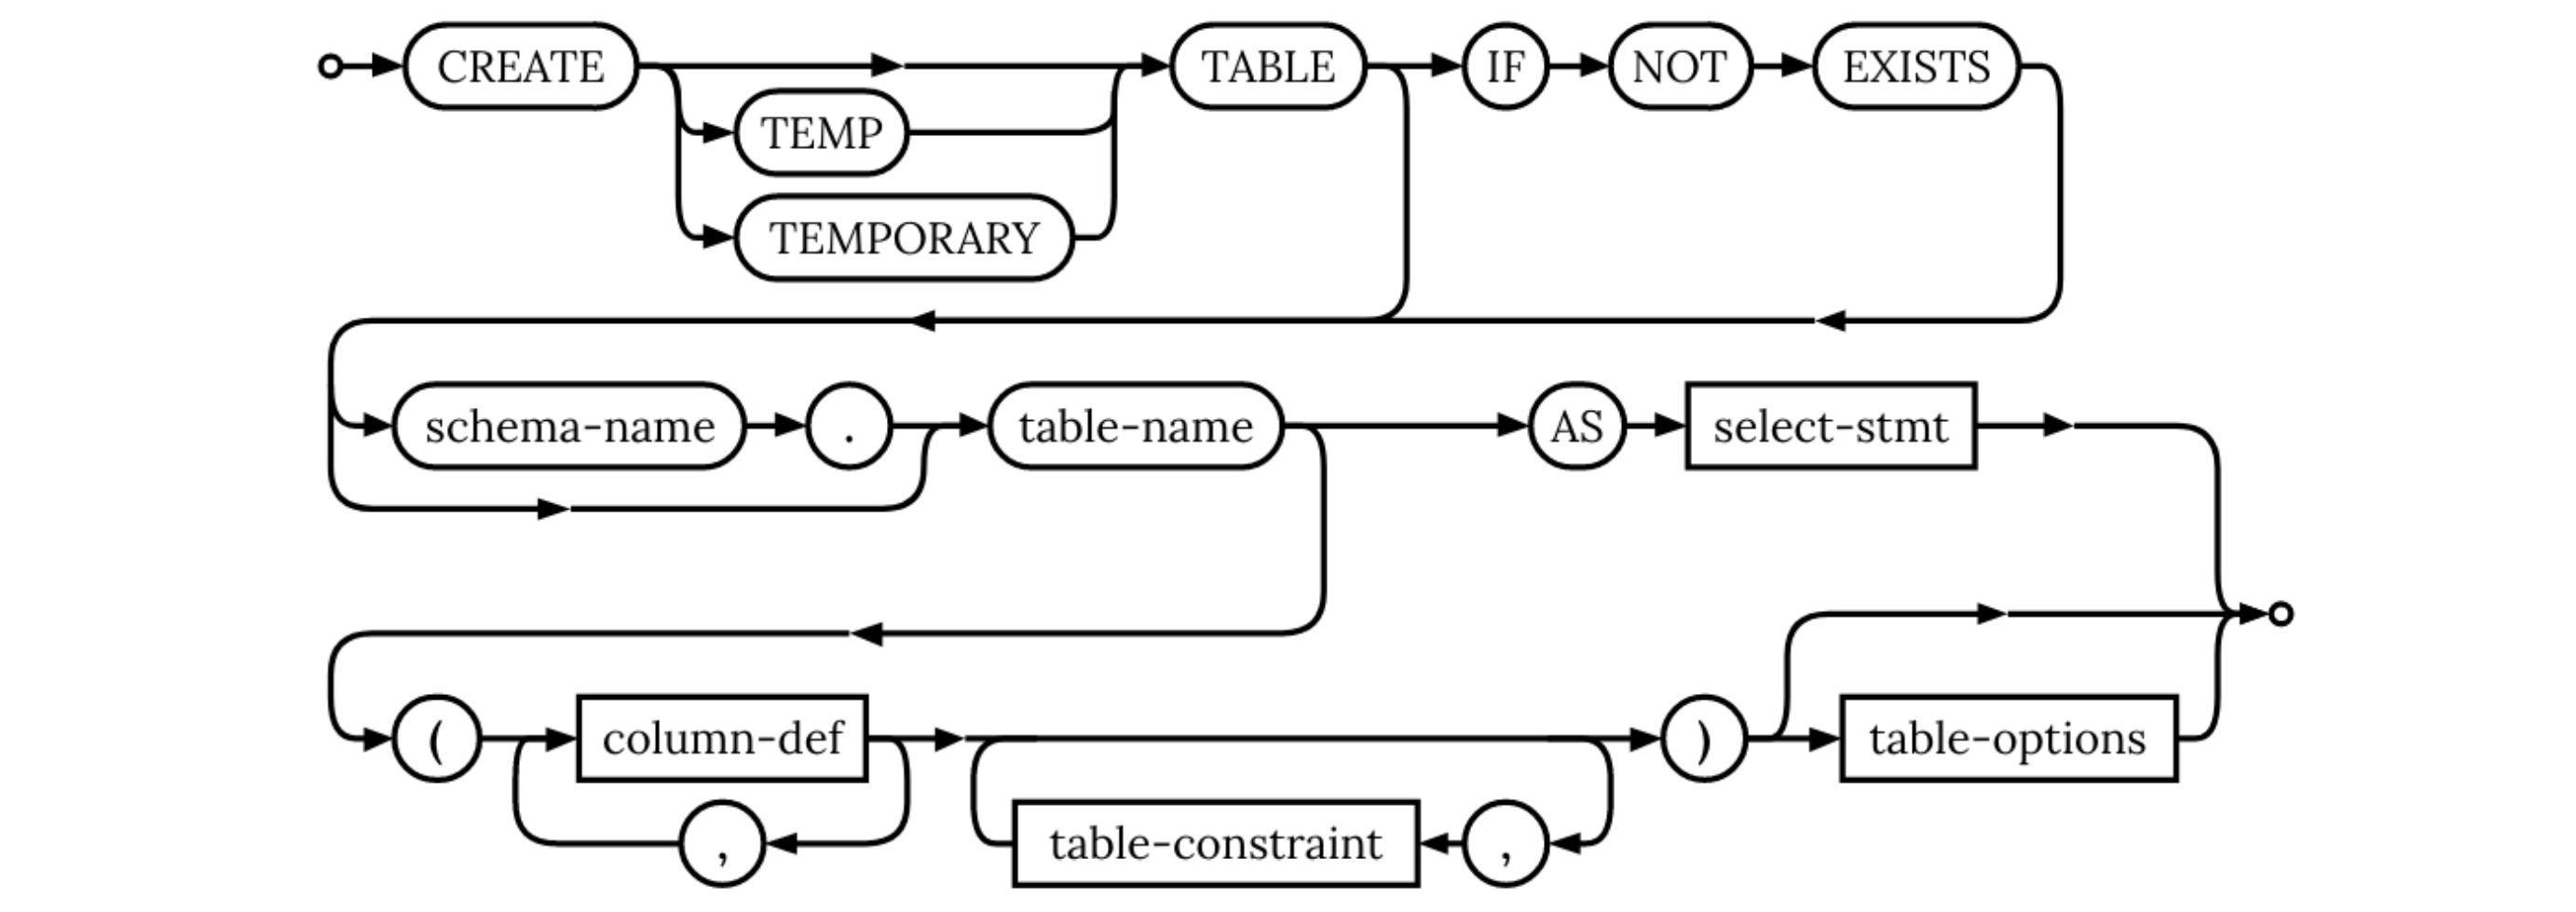 CREATE TABLE IF NOT EXISTS
TEMP
TEMPORARY
schema-name . table-name AS select-stmt
( column-def ) table-options
, table-constraint ,